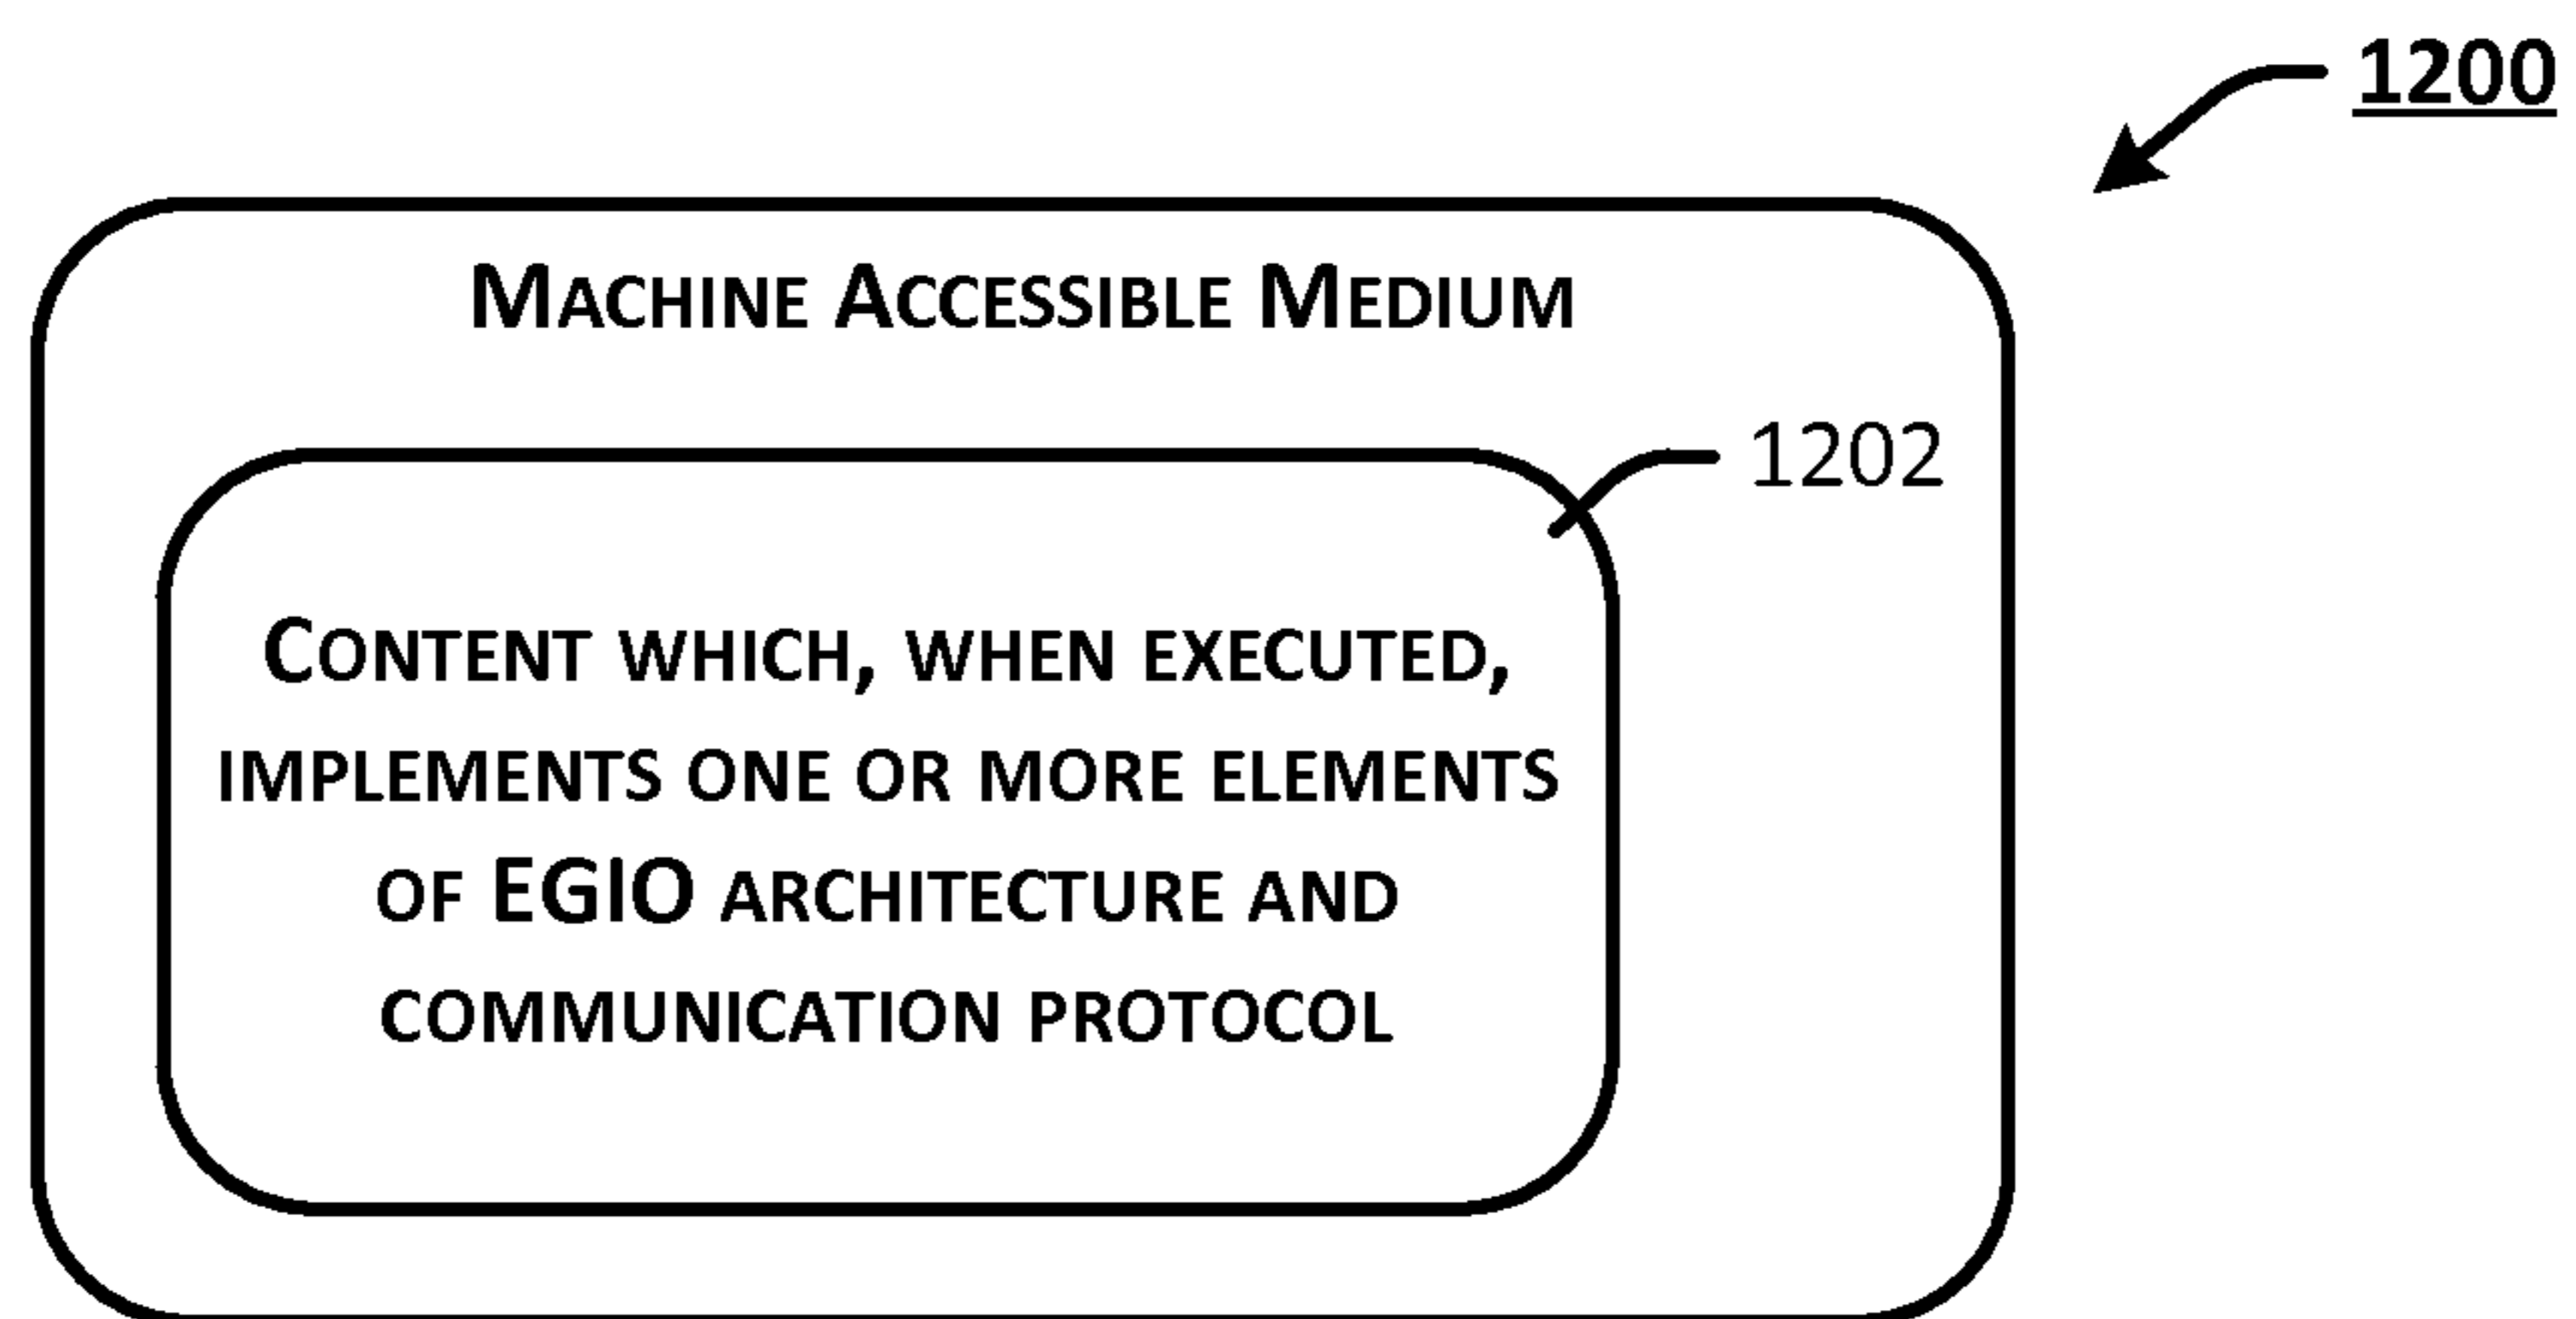 1200
MACHINE ACCESSIBLE MEDIUM
1202
CONTENT WHICH, WHEN EXECUTED,
IMPLEMENTS ONE OR MORE ELEMENTS
OF EGIO ARCHITECTURE AND
COMMUNICATION PROTOCOL